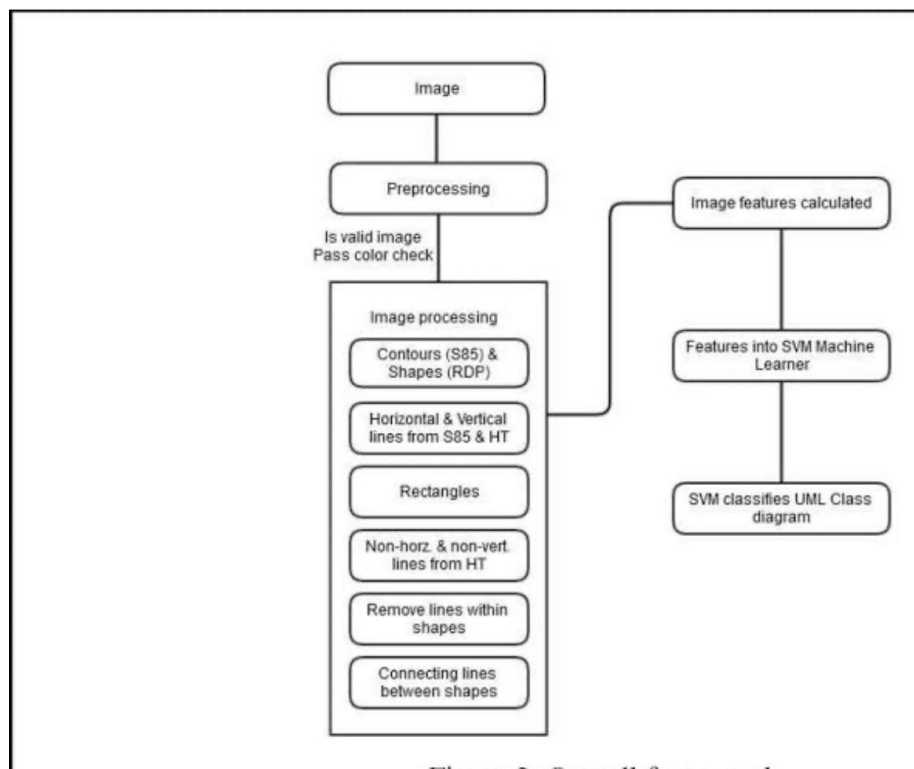 Image
Preprocessing
Is valid image
Pass color check
Image processing
Contours (S85) &
Shapes (RDP)
Horizontal & Vertical
lines from S85 & HT
Rectangles
Non-horz. & non-vert.
lines from HT
Remove lines within
shapes
Connecting lines
between shapes
Image features calculated
Features into SVM Machine
Learner
SVM classifies UML Class
diagram